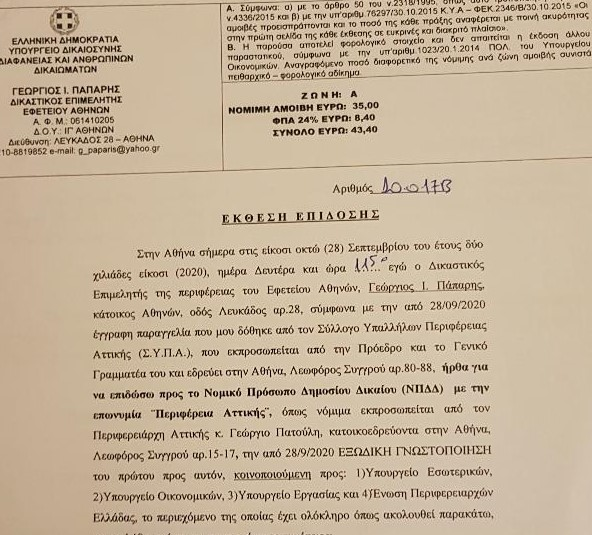 ΕΛΛΗΝΙΚΗ ΔΗΜΟΚΡΑΤΙΑ
ΥΠΟΥΡΓΕΙΟ ΔΙΚΑΙΟΣΥΝΗΣ
ΔΙΑΦΑΝΕΙΑΣ ΚΑΙ ΑΝΘΡΩΠΙΝΩΝ
ΔΙΚΑΙΩΜΑΤΩΝ
ΓΕΩΡΓΙΟΣ Ι. ΠΑΠΑΡΗΣ
ΔΙΚΑΣΤΙΚΟΣ ΕΠΙΜΕΛΗΤΗΣ
ΕΦΕΤΕΙΟΥ ΑΘΗΝΩΝ
Α. Φ. Μ.: 061410205
Δ.Ο.Υ.: ΙΓ' ΑΘΗΝΩΝ
Διεύθυνση: ΛΕΥΚΑΔΟΣ 28 – ΑΘΗΝΑ
10-8819852 e-mail: g_paparis@yahoo.gr
Α. Σύμφωνα: α) με το άρθρο 50 του ν.2318/1995,
ν.4336/2015 και β) με την υπ'αριθμ.76297/30.10.2015 Κ.Υ.Α – ΦΕΚ.2346/Β/30.10.2015 «Οι
αμοιβές προεισπράττονται και το ποσό της κάθε πράξης αναφέρεται με ποινή ακυρότητας
στην πρώτη σελίδα της κάθε έκθεσης σε ευκρινές και διακριτό πλαίσιο».
Β. Η παρούσα αποτελεί φορολογικό στοιχείο και δεν απαιτείται η έκδοση άλλου
παραστατικού, σύμφωνα με την υπ'αριθμ.1023/20.1.2014 ΠΟΛ. του Υπουργείου
Οικονομικών. Αναγραφόμενο ποσό διαφορετικό της νόμιμης ανά ζώνη αμοιβής συνιστά
πειθαρχικό – φορολογικό αδίκημα.
ΖΩΝΗ: Α
ΝΟΜΙΜΗ ΑΜΟΙΒΗ ΕΥΡΩ: 35,00
ΦΠΑ 24% ΕΥΡΩ: 8,40
ΣΥΝΟΛΟ ΕΥΡΩ: 43,40
Αριθμός 10017Β
ΕΚΘΕΣΗ ΕΠΙΔΟΣΗΣ
Στην Αθήνα σήμερα στις είκοσι οκτώ (28) Σεπτεμβρίου του έτους δύο
χιλιάδες είκοσι (2020), ημέρα Δευτέρα και ώρα 11.50 εγώ ο Δικαστικός
Επιμελητής της περιφέρειας του Εφετείου Αθηνών, Γεώργιος Ι. Πάπαρης,
κάτοικος Αθηνών, οδός Λευκάδος αρ.28, σύμφωνα με την από 28/09/2020
έγγραφη παραγγελία που μου δόθηκε από τον Σύλλογο Υπαλλήλων Περιφέρειας
Αττικής (Σ.Υ.Π.Α.), που εκπροσωπείται από την Πρόεδρο και το Γενικό
Γραμματέα του και εδρεύει στην Αθήνα, Λεωφόρος Συγγρού αρ.80-88, ήρθα για
να επιδώσω προς το Νομικό Πρόσωπο Δημοσίου Δικαίου (ΝΠΔΔ) με την
επωνυμία "Περιφέρεια Αττικής", όπως νόμιμα εκπροσωπείται από τον
Περιφερειάρχη Αττικής κ. Γεώργιο Πατούλη, κατοικοεδρεύοντα στην Αθήνα,
Λεωφόρος Συγγρού αρ.15-17, την από 28/9/2020 ΕΞΩΔΙΚΗ ΓΝΩΣΤΟΠΟΙΗΣΗ
του πρώτου προς αυτόν, κοινοποιούμενη προς: 1)Υπουργείο Εσωτερικών,
2)Υπουργείο Οικονομικών, 3)Υπουργείο Εργασίας και 4)Ένωση Περιφερειαρχών
Ελλάδας, το περιεχόμενο της οποίας έχει ολόκληρο όπως ακολουθεί παρακάτω,